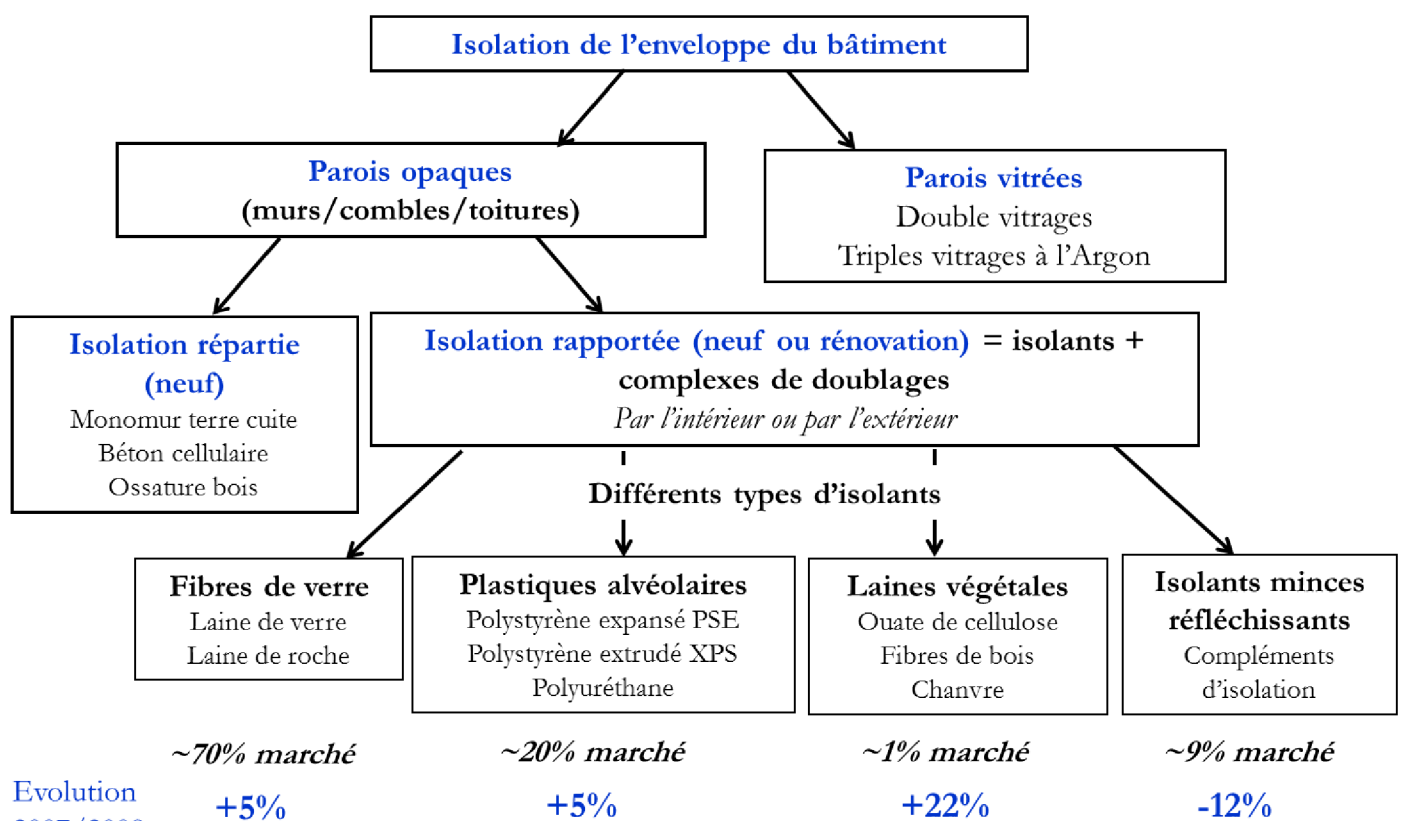 Isolation de l'enveloppe du bâtiment
Parois opaques
(murs/combles/toitures)
Parois vitrées
Double vitrages
Triples vitrages à l'Argon
Isolation répartie
(neuf)
Monomur terre cuite
Béton cellulaire
Ossature bois
Isolation rapportée (neuf ou rénovation) = isolants +
complexes de doublages
Par l'intérieur ou par l'extérieur
Différents types d'isolants
Fibres de verre
Laine de verre
Laine de roche
Plastiques alvéolaires
Polystyrène expansé PSE
Polystyrène extrudé XPS
Polyuréthane
Laines végétales
Ouate de cellulose
Fibres de bois
Chanvre
Isolants minces
réfléchissants
Compléments
d'isolation
~70% marché
~20% marché
~1% marché
~9% marché
Evolution
+5%
+5%
+22%
-12%